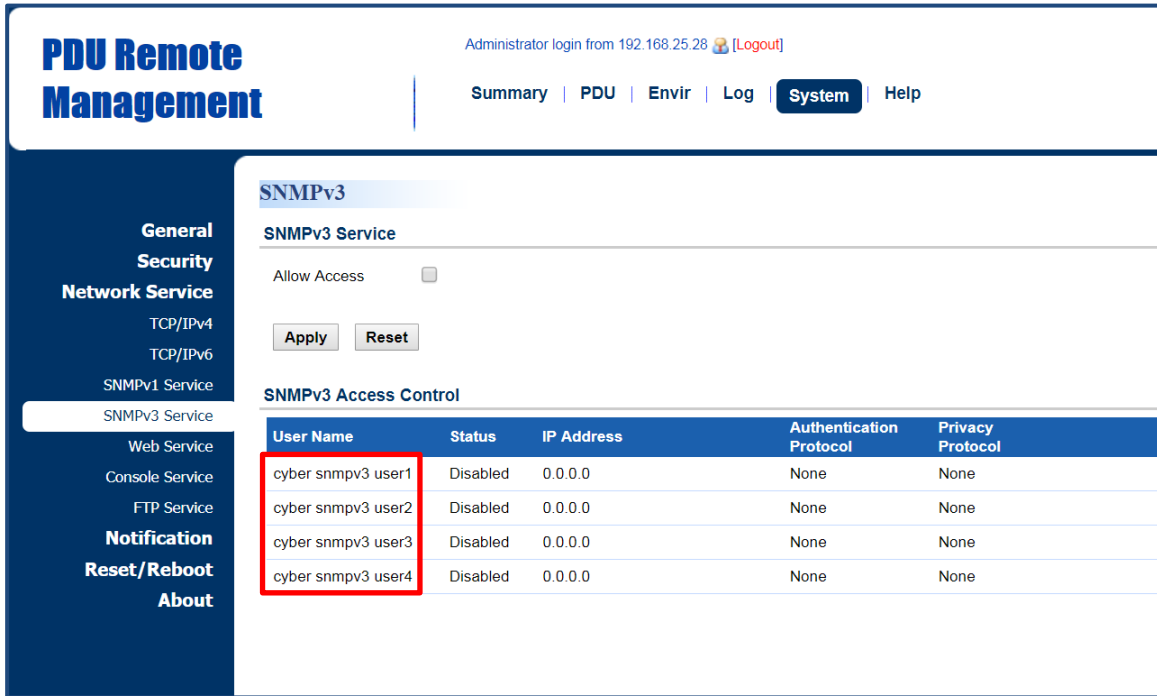 PDU Remote
Management
Administrator login from 192.168.25.28 [Logout]
Summary | PDU | Envir | Log | System | Help
General
Security
Network Service
TCP/IPv4
TCP/IPv6
SNMPv1 Service
SNMPv3 Service
Web Service
Console Service
FTP Service
Notification
Reset/Reboot
About
SNMPv3
SNMPv3 Service
Allow Access
Apply Reset
SNMPv3 Access Control
User Name Status IP Address Authentication Protocol Privacy Protocol
cyber snmpv3 user1 Disabled 0.0.0.0 None None
cyber snmpv3 user2 Disabled 0.0.0.0 None None
cyber snmpv3 user3 Disabled 0.0.0.0 None None
cyber snmpv3 user4 Disabled 0.0.0.0 None None